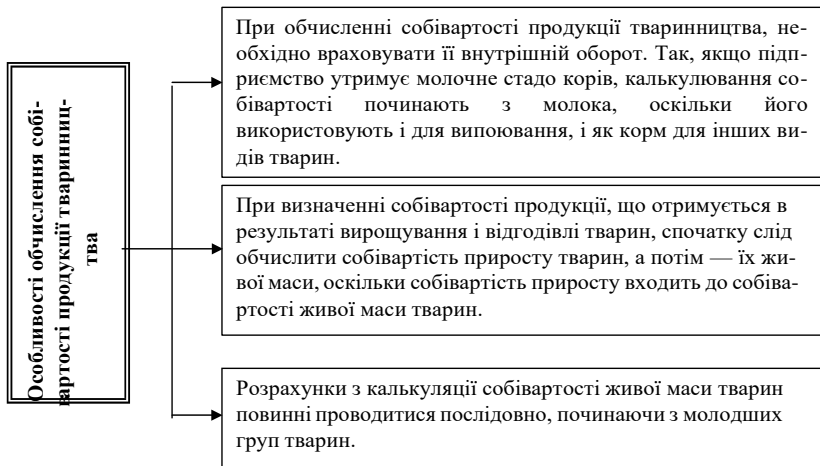 Особливості обчислення собі-
вартості продукції тваринниц-
тва
При обчисленні собівартості продукції тваринництва, не-
обхідно враховувати її внутрішній оборот. Так, якщо підп-
риємство утримує молочне стадо корів, калькулювання со-
бівартості починають з молока, оскільки його
використовують і для випоювання, і як корм для інших ви-
дів тварин.
При визначенні собівартості продукції, що отримується в
результаті вирощування і відгодівлі тварин, спочатку слід
обчислити собівартість приросту тварин, а потім — їх жи-
вої маси, оскільки собівартість приросту входить до собіва-
ртості живої маси тварин.
Розрахунки з калькуляції собівартості живої маси тварин
повинні проводитися послідовно, починаючи з молодших
груп тварин.